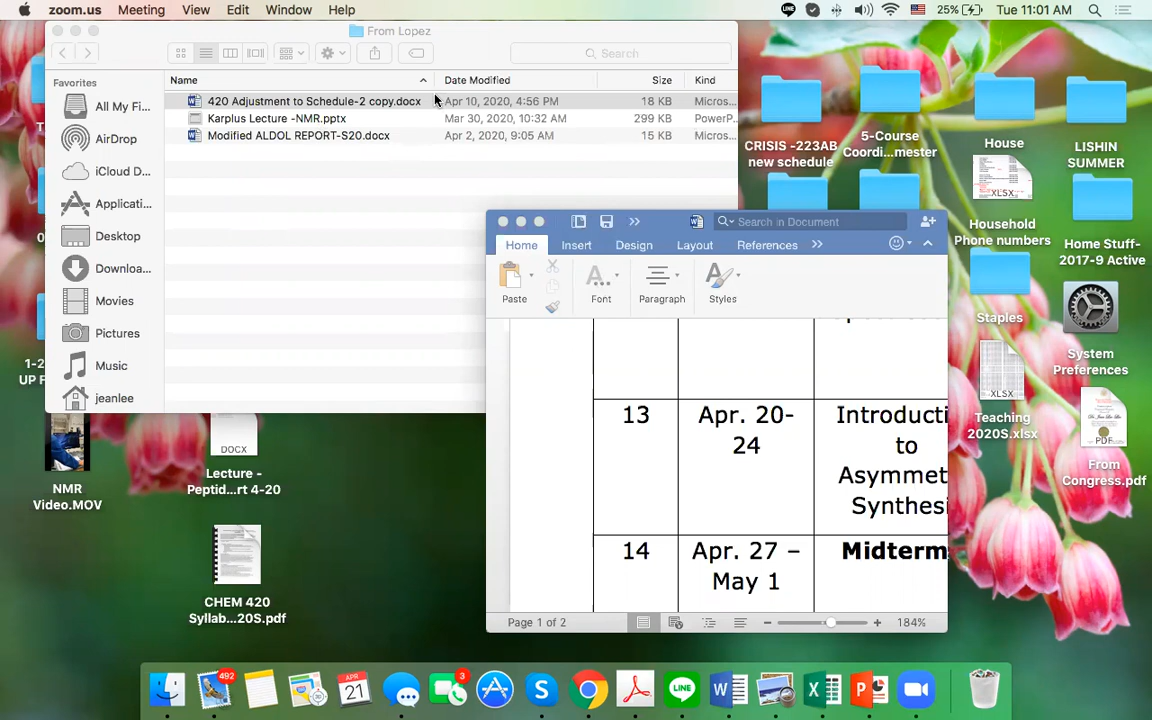 zoom.us Meeting View Edit Window Help
25% Tue 11:01 AM
From Lopez
Search
Favorites
All My Fi...
AirDrop
iCloud D...
Applicati...
Desktop
Downloa...
Movies
Pictures
Music
jeanlee
Name Date Modified Size Kind
420 Adjustment to Schedule-2 copy.docx Apr 10, 2020, 4:56 PM 18 KB Micros...
Karplus Lecture -NMR.pptx Mar 30, 2020, 10:32 AM 299 KB PowerP...
Modified ALDOL REPORT-S20.docx Apr 2, 2020, 9:05 AM 15 KB Micros...
CRISIS -223AB
new schedule
5-Course
Coordi...mester
House
LISHIN
SUMMER
XLSX
Household
Phone numbers
Home Stuff-
2017-9 Active
Staples
System
Preferences
XLSX
Teaching
2020S.xlsx
PDF
From
Congress.pdf
Search in Document
Home Insert Design Layout References
Paste Font Paragraph Styles
13 Apr. 20-
24
Introducti
to
Asymmet
Synthesi
14 Apr. 27 –
May 1
Midterm
Page 1 of 2 184%
1-2
UP F
NMR
Video.MOV
DOCX
Lecture -
Peptid...rt 4-20
CHEM 420
Syllab...20S.pdf
492
APR
21
3